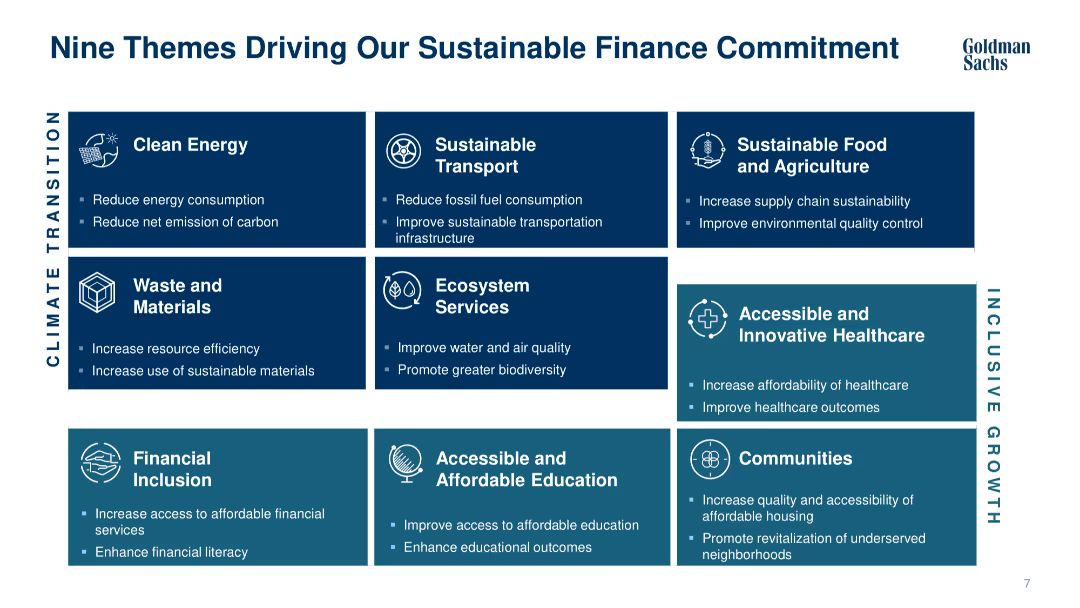 Nine Themes Driving Our Sustainable Finance Commitment
Goldman
Sachs
CLIMATE TRANSITION
Clean Energy
▪ Reduce energy consumption
▪ Reduce net emission of carbon
Sustainable
Transport
▪ Reduce fossil fuel consumption
▪ Improve sustainable transportation
infrastructure
Sustainable Food
and Agriculture
▪ Increase supply chain sustainability
▪ Improve environmental quality control
Waste and
Materials
▪ Increase resource efficiency
▪ Increase use of sustainable materials
Ecosystem
Services
▪ Improve water and air quality
▪ Promote greater biodiversity
INCLUSIVE GROWTH
Accessible and
Innovative Healthcare
▪ Increase affordability of healthcare
▪ Improve healthcare outcomes
Financial
Inclusion
▪ Increase access to affordable financial
services
▪ Enhance financial literacy
Accessible and
Affordable Education
▪ Improve access to affordable education
▪ Enhance educational outcomes
Communities
▪ Increase quality and accessibility of
affordable housing
▪ Promote revitalization of underserved
neighborhoods
7